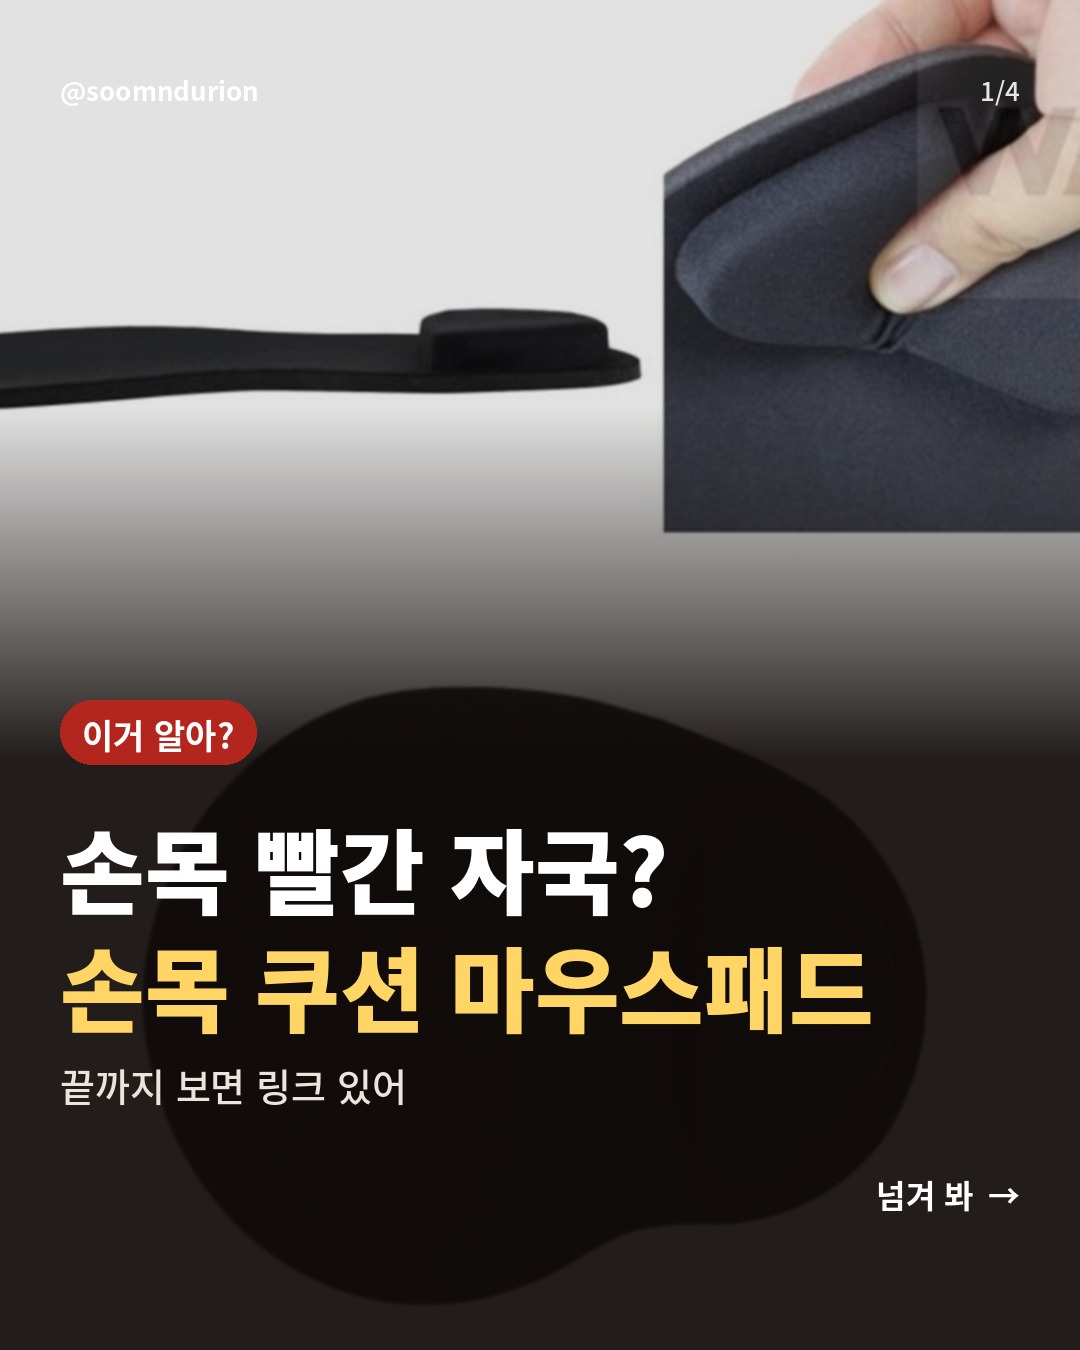 @soomndurion
1/4
이거 알아?
손목 빨간 자국?
손목 쿠션 마우스패드
끝까지 보면 링크 있어
넘겨 봐 →